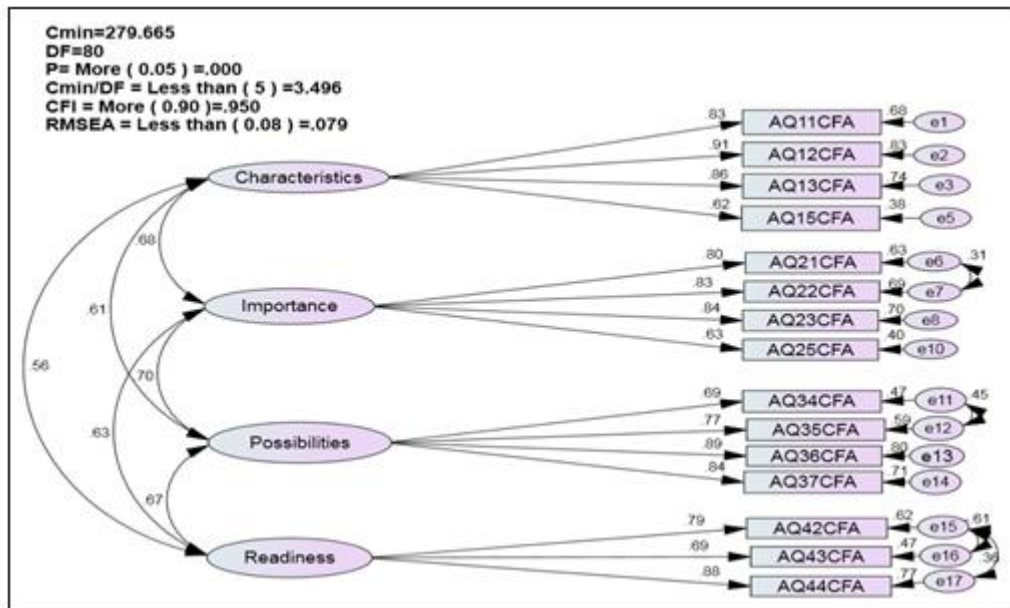 Cmin=279.665
DF=80
P= More ( 0.05 ) =.000
Cmin/DF = Less than ( 5 ) =3.496
CFI = More ( 0.90 )=.950
RMSEA = Less than ( 0.08 ) =.079
.83 AQ11CFA .68 e1
.91 AQ12CFA .83 e2
Characteristics .86 AQ13CFA .74 e3
.62 AQ15CFA .38 e5
.68
.80 AQ21CFA .63 e6 .31
.83 AQ22CFA .69 e7
.61 Importance .84 AQ23CFA .70 e8
.63 AQ25CFA .40 e10
.56 .70
.69 AQ34CFA .47 e11 .45
.63 .77 AQ35CFA .59 e12
Possibilities .89 AQ36CFA .80 e13
.84 AQ37CFA .71 e14
.67
.79 AQ42CFA .62 e15 .61
Readiness .69 AQ43CFA .47 e16 .36
.88 AQ44CFA .77 e17